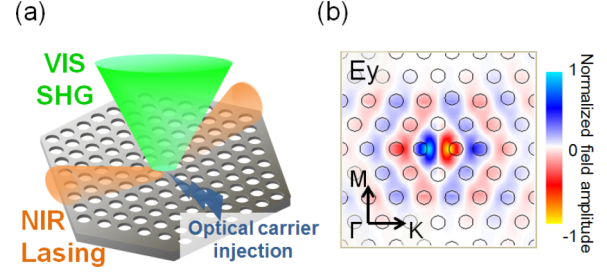 (a)
VIS
SHG
NIR
Lasing
Optical carrier
injection
(b)
Ey
M
Γ
K
1
0
-1
Normalized field
amplitude